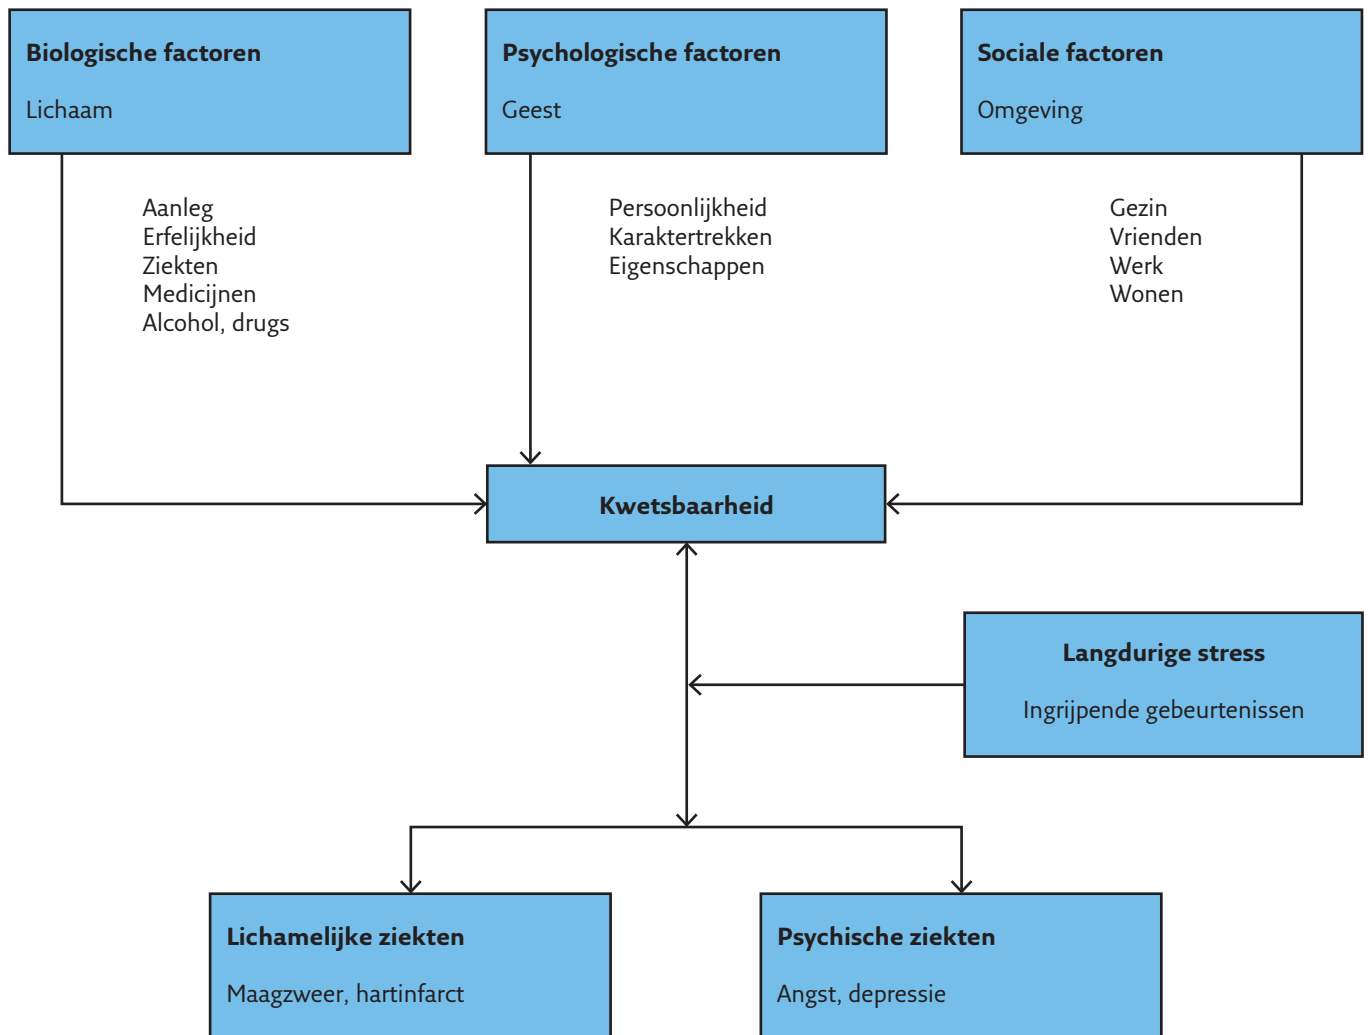 Biologische factoren
Lichaam
Psychologische factoren
Geest
Sociale factoren
Omgeving
Aanleg
Erfelijkheid
Ziekten
Medicijnen
Alcohol, drugs
Persoonlijkheid
Karaktertrekken
Eigenschappen
Gezin
Vrienden
Werk
Wonen
Kwetsbaarheid
Langdurige stress
Ingrijpende gebeurtenissen
Lichamelijke ziekten
Maagzweer, hartinfarct
Psychische ziekten
Angst, depressie